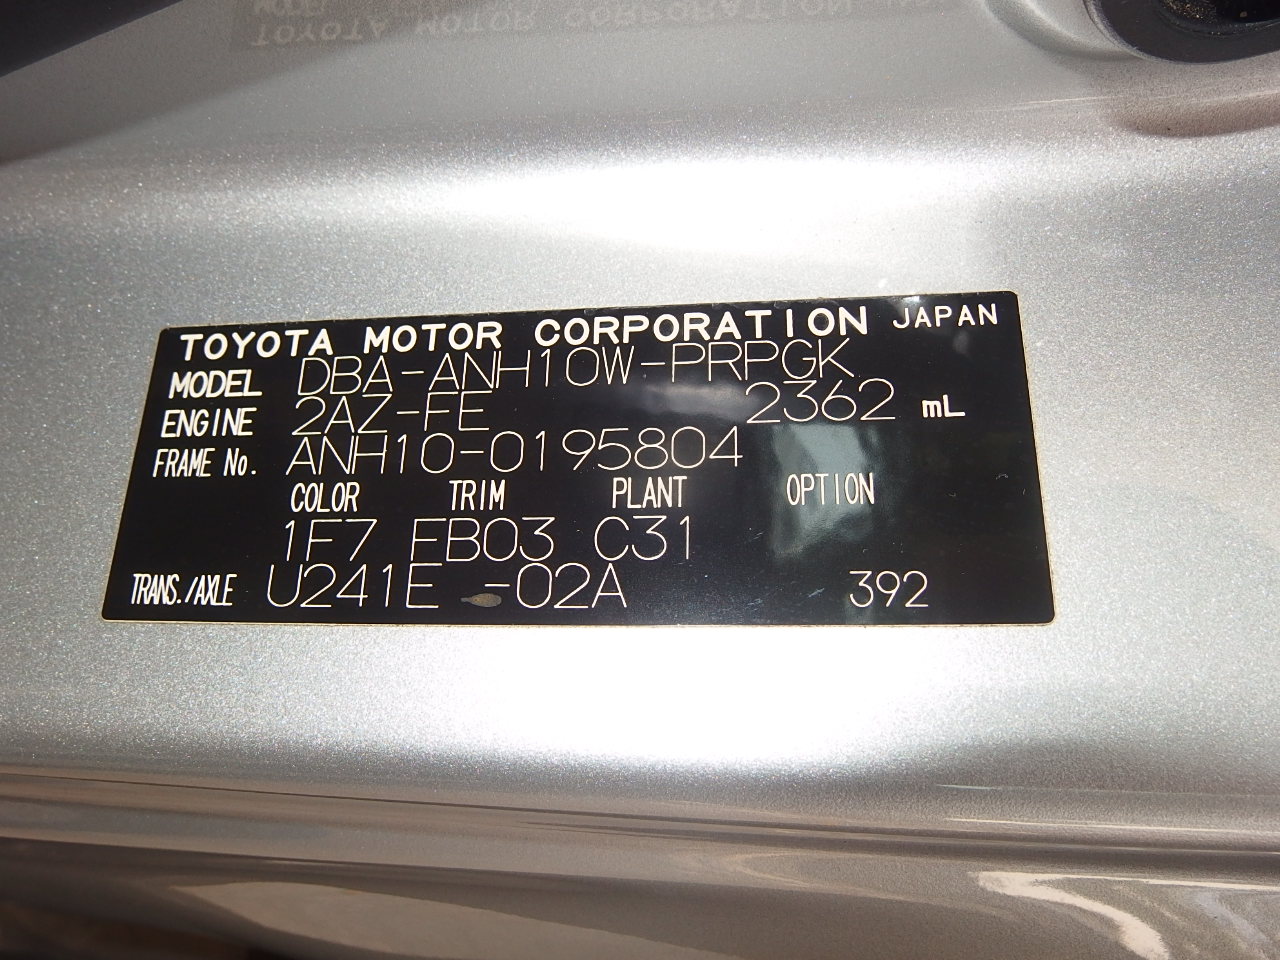 TOYOTA MOTOR CORPORATION JAPAN
MODEL DBA-ANH10W-PRPGK
ENGINE 2AZ-FE 2362 mL
FRAME No. ANH10-0195804
COLOR TRIM PLANT OPTION
1F7 FB03 C31
TRANS./AXLE U241E -02A 392